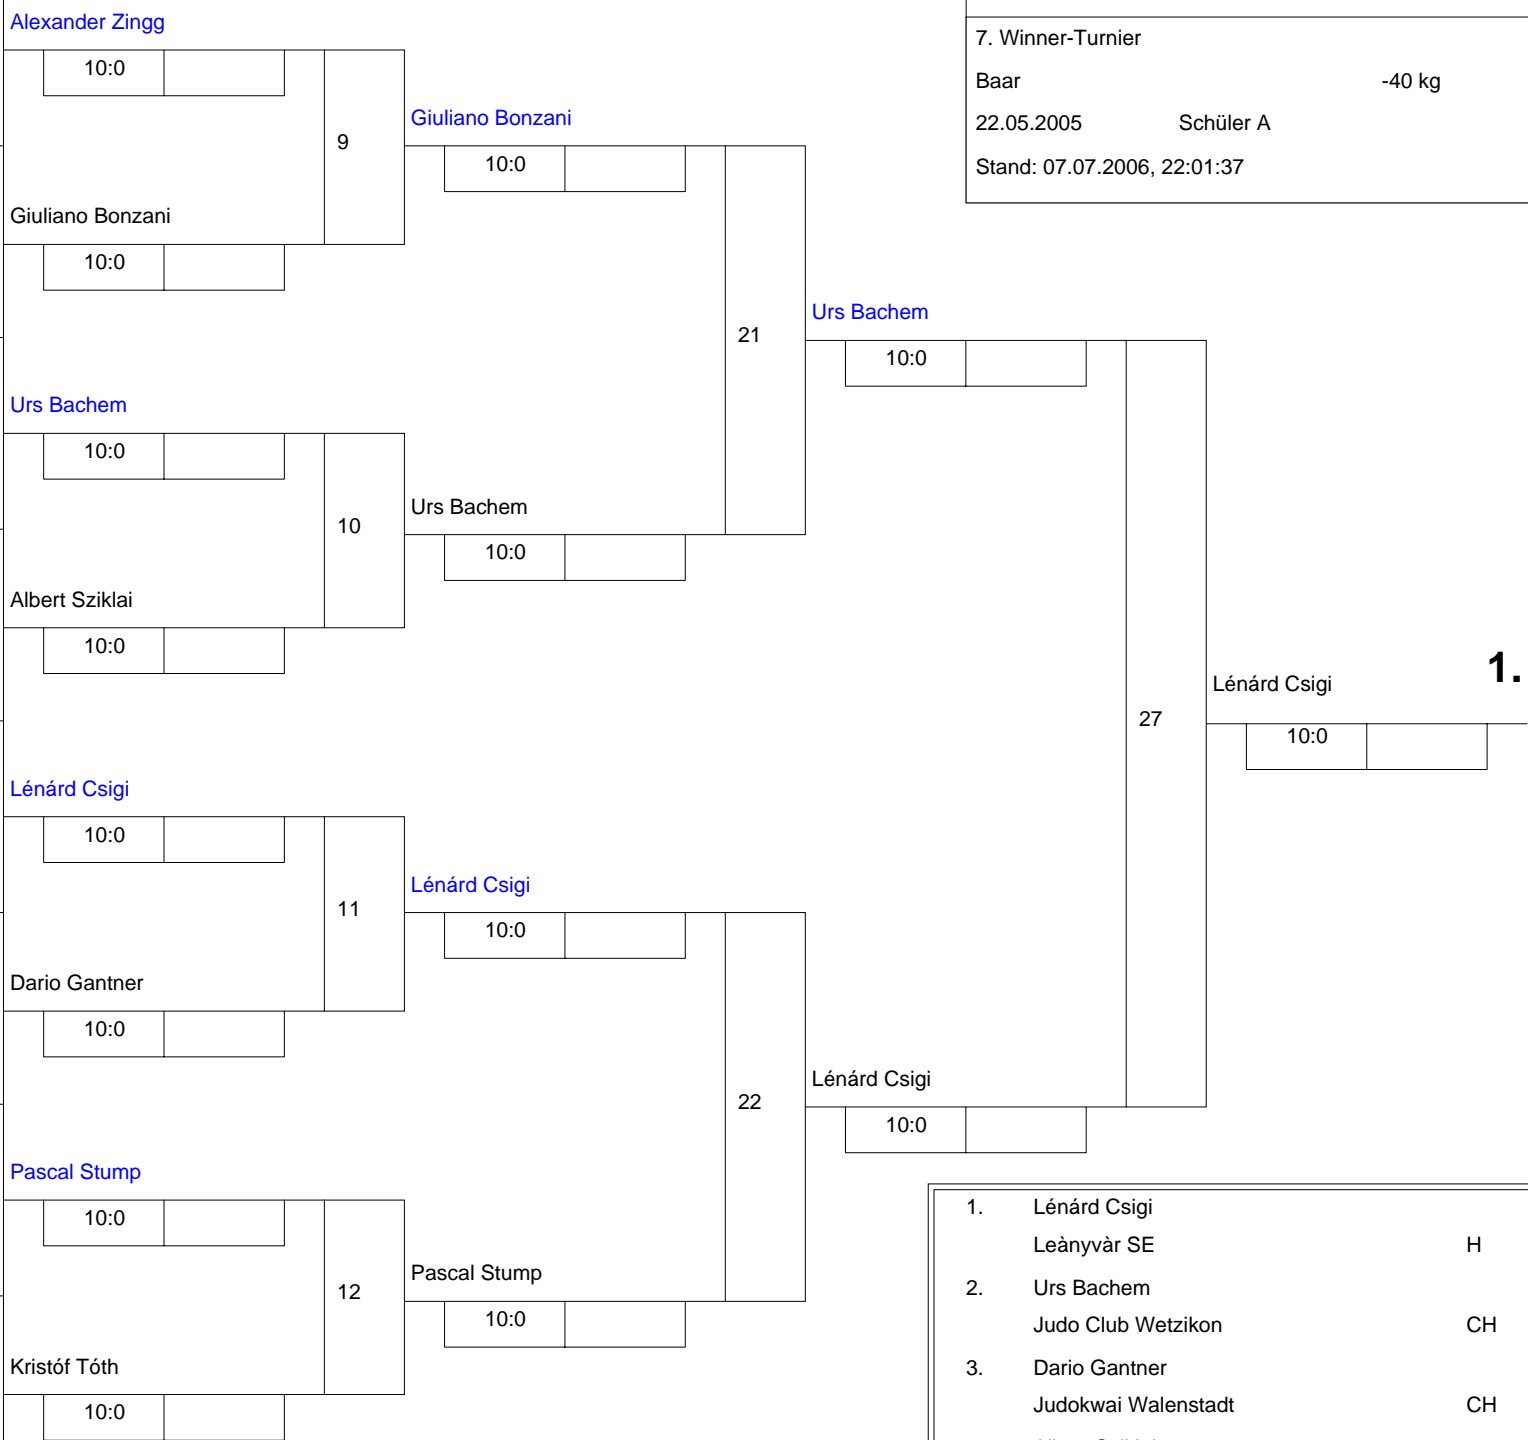 Alexander Zingg
10:0
9
Giuliano Bonzani
10:0
Giuliano Bonzani
10:0
21
Urs Bachem
10:0
10
Albert Sziklai
10:0
Urs Bachem
10:0
Urs Bachem
10:0
27
Lénárd Csigi
10:0
11
Dario Gantner
10:0
Lénárd Csigi
10:0
22
Pascal Stump
10:0
12
Kristóf Tóth
10:0
Pascal Stump
10:0
Lénárd Csigi
10:0
Lénárd Csigi
1.
10:0
7. Winner-Turnier
Baar -40 kg
22.05.2005 Schüler A
Stand: 07.07.2006, 22:01:37
1. Lénárd Csigi
Leànyvàr SE H
2. Urs Bachem
Judo Club Wetzikon CH
3. Dario Gantner
Judokwai Walenstadt CH